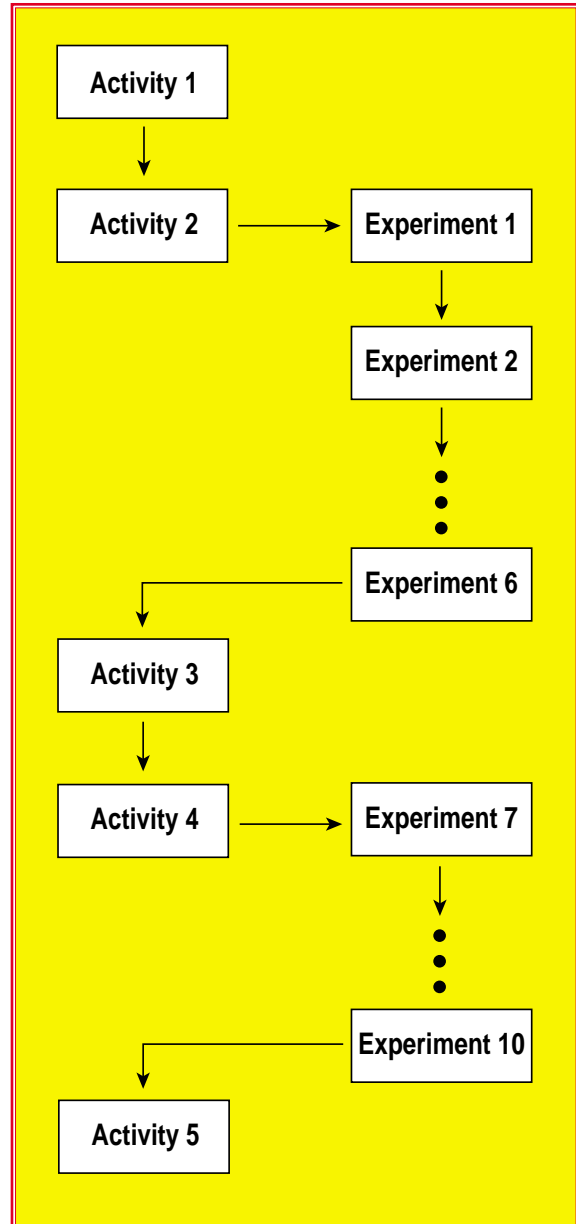 Activity 1
Activity 2
Experiment 1
Experiment 2
Experiment 6
Activity 3
Activity 4
Experiment 7
Experiment 10
Activity 5